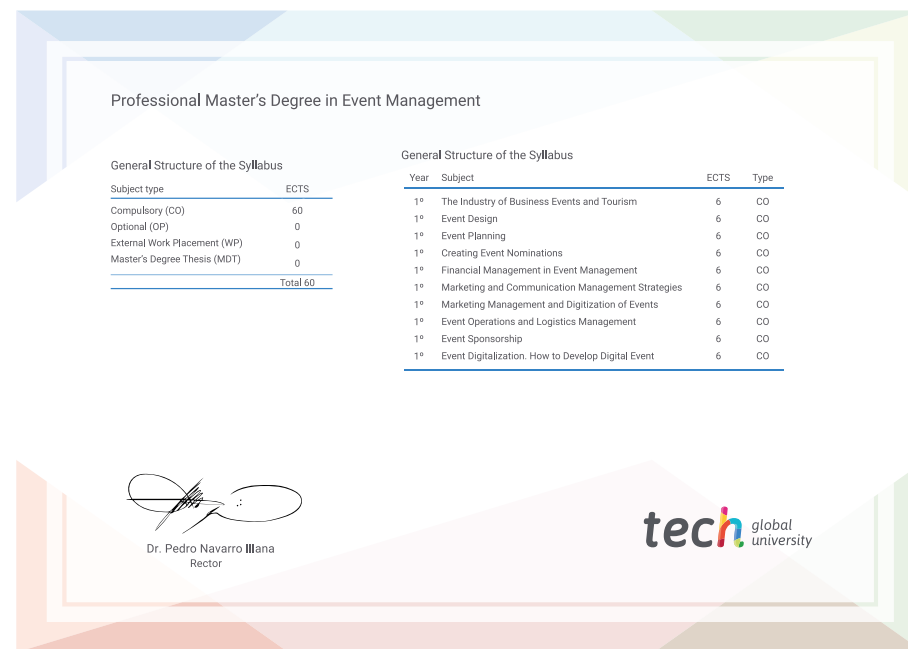 Professional Master's Degree in Event Management
General Structure of the Syllabus
Subject type ECTS
Compulsory (CO) 60
Optional (OP) 0
External Work Placement (WP) 0
Master's Degree Thesis (MDT) 0
Total 60
General Structure of the Syllabus
Year Subject ECTS Type
1º The Industry of Business Events and Tourism 6 CO
1º Event Design 6 CO
1º Event Planning 6 CO
1º Creating Event Nominations 6 CO
1º Financial Management in Event Management 6 CO
1º Marketing and Communication Management Strategies 6 CO
1º Marketing Management and Digitization of Events 6 CO
1º Event Operations and Logistics Management 6 CO
1º Event Sponsorship 6 CO
1º Event Digitalization. How to Develop Digital Event 6 CO
Dr. Pedro Navarro Illana
Rector
tech global
university